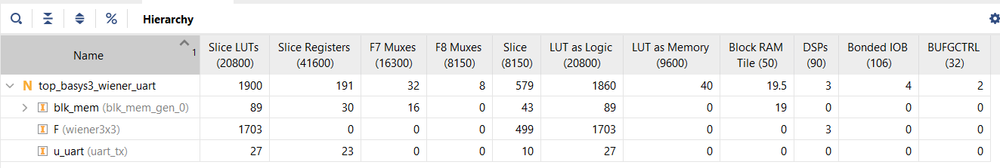 Hierarchy
Name 1 Slice LUTs (20800) Slice Registers (41600) F7 Muxes (16300) F8 Muxes (8150) Slice (8150) LUT as Logic (20800) LUT as Memory (9600) Block RAM Tile (50) DSPs (90) Bonded IOB (106) BUFGCTRL (32)
N top_basys3_wiener_uart 1900 191 32 8 579 1860 40 19.5 3 4 2
I blk_mem (blk_mem_gen_0) 89 30 16 0 43 89 0 19 0 0 0
I F (wiener3x3) 1703 0 0 0 499 1703 0 0 3 0 0
I u_uart (uart_tx) 27 23 0 0 10 27 0 0 0 0 0